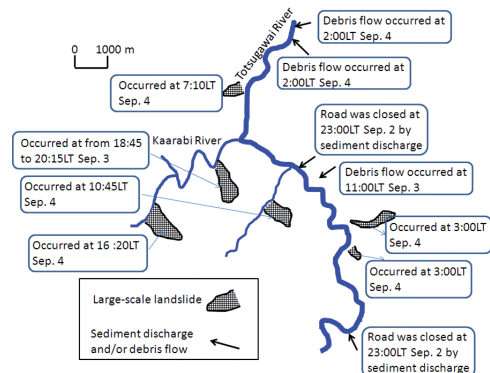 Debris flow occurred at
2:00LT Sep. 4
0 1000 m
Totsugawai River
Debris flow occurred at
2:00LT Sep. 4
Occurred at 7:10LT
Sep. 4
Road was closed at
23:00LT Sep. 2 by
sediment discharge
Kaarabi River
Occurred at from 18:45
to 20:15LT Sep. 3
Debris flow occurred at
11:00LT Sep. 3
Occurred at 10:45LT
Sep. 4
Occurred at 3:00LT
Sep. 4
Occurred at 16 :20LT
Sep. 4
Occurred at 3:00LT
Sep. 4
Large-scale landslide
Sediment discharge
and/or debris flow
Road was closed at
23:00LT Sep. 2 by
sediment discharge